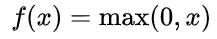 f(x) = max(0, x)